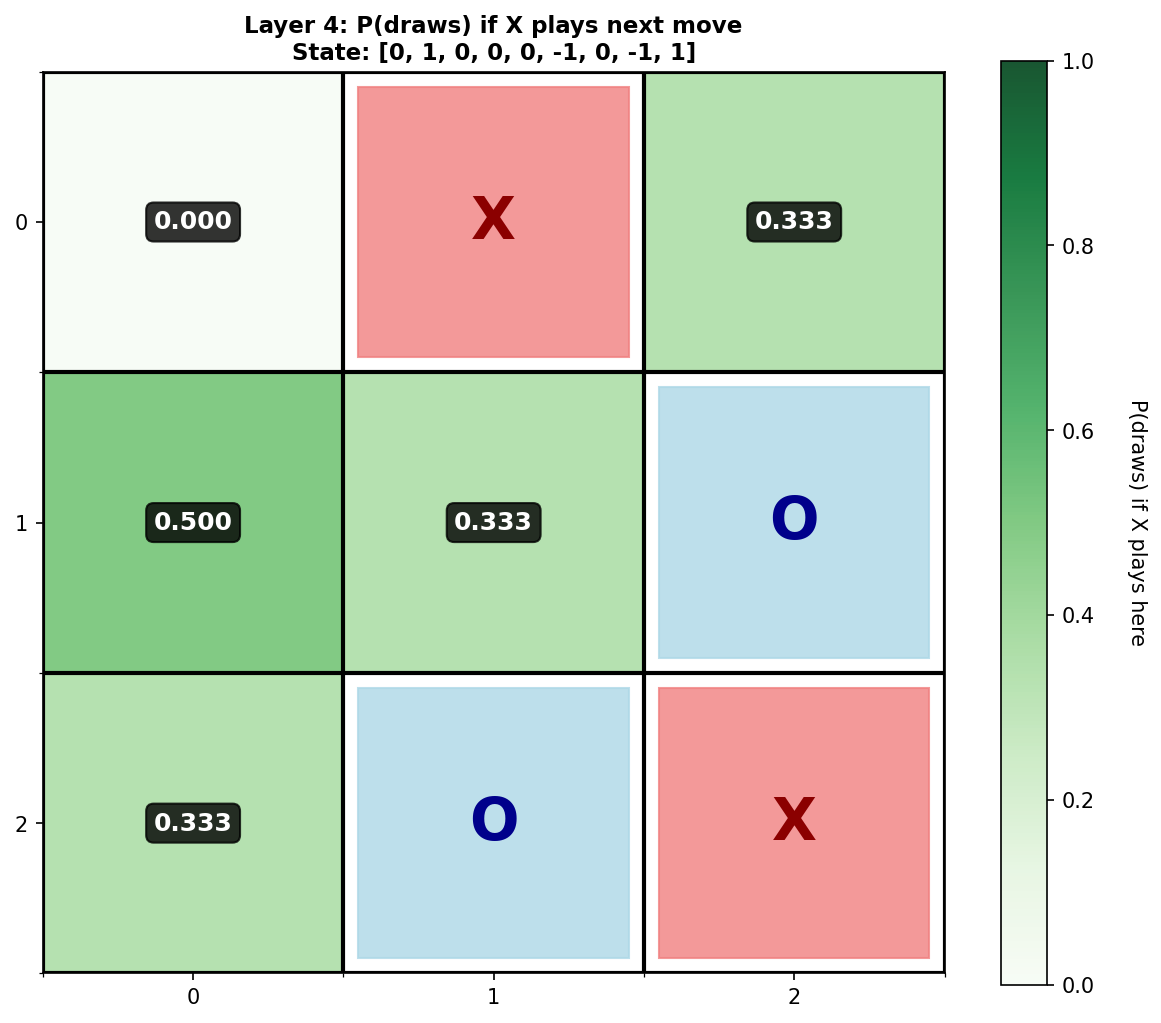 Layer 4: P(draws) if X plays next move
State: [0, 1, 0, 0, 0, -1, 0, -1, 1]
0.000
X
0.333
0.500
0.333
O
0.333
O
X
0
1
2
0
1
2
1.0
0.8
0.6
0.4
0.2
0.0
P(draws) if X plays here